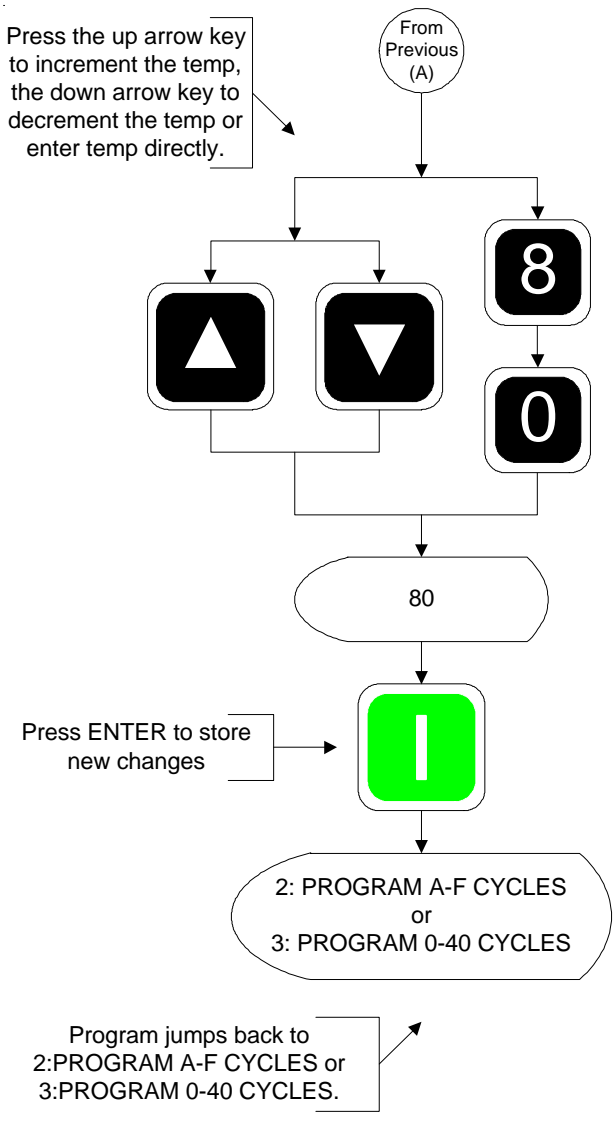 Press the up arrow key
to increment the temp,
the down arrow key to
decrement the temp or
enter temp directly.
From
Previous
(A)
8
0
80
Press ENTER to store
new changes
2: PROGRAM A-F CYCLES
or
3: PROGRAM 0-40 CYCLES
Program jumps back to
2:PROGRAM A-F CYCLES or
3:PROGRAM 0-40 CYCLES.